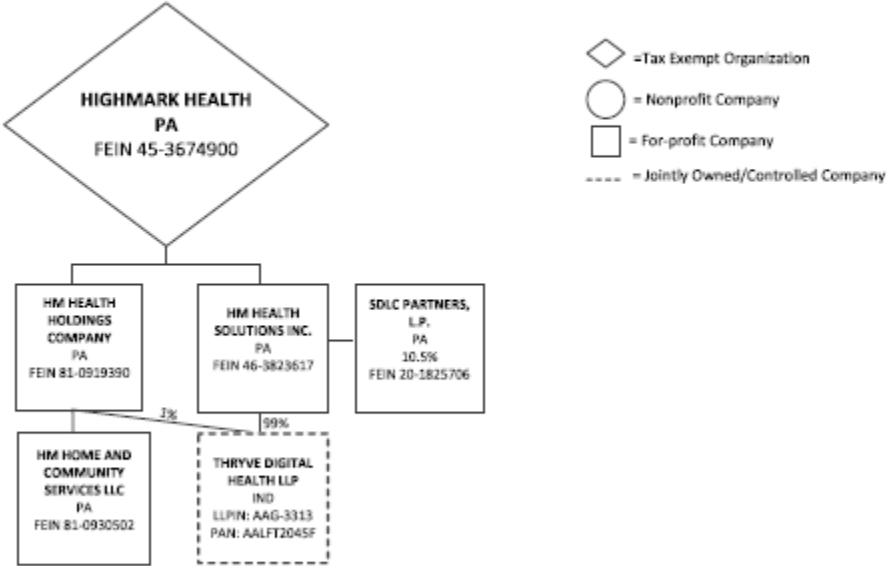 HIGHMARK HEALTH
PA
FEIN 45-3674900
=Tax Exempt Organization
= Nonprofit Company
= For-profit Company
= Jointly Owned/Controlled Company
HM HEALTH
HOLDINGS
COMPANY
PA
FEIN 81-0919390
HM HEALTH
SOLUTIONS INC.
PA
FEIN 46-3823617
SDLC PARTNERS,
L.P.
PA
10.5%
FEIN 20-1825706
1%
99%
HM HOME AND
COMMUNITY
SERVICES LLC
PA
FEIN 81-0930502
THRYVE DIGITAL
HEALTH LLP
IND
LLPIN: AAG-3313
PAN: AALFT2045F